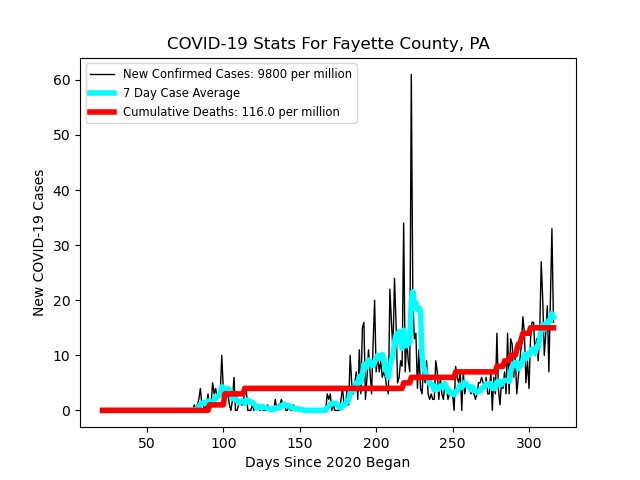 COVID-19 Stats For Fayette County, PA
New Confirmed Cases: 9800 per million
7 Day Case Average
Cumulative Deaths: 116.0 per million
New COVID-19 Cases
60
50
40
30
20
10
0
50 100 150 200 250 300
Days Since 2020 Began